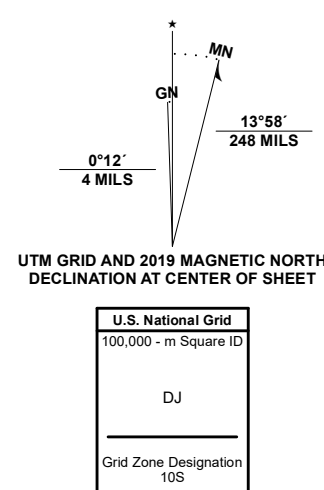 ★
MN
GN
13°58´
248 MILS
0°12´
4 MILS
UTM GRID AND 2019 MAGNETIC NORTH
DECLINATION AT CENTER OF SHEET
U.S. National Grid
100,000 - m Square ID
DJ
Grid Zone Designation
10S